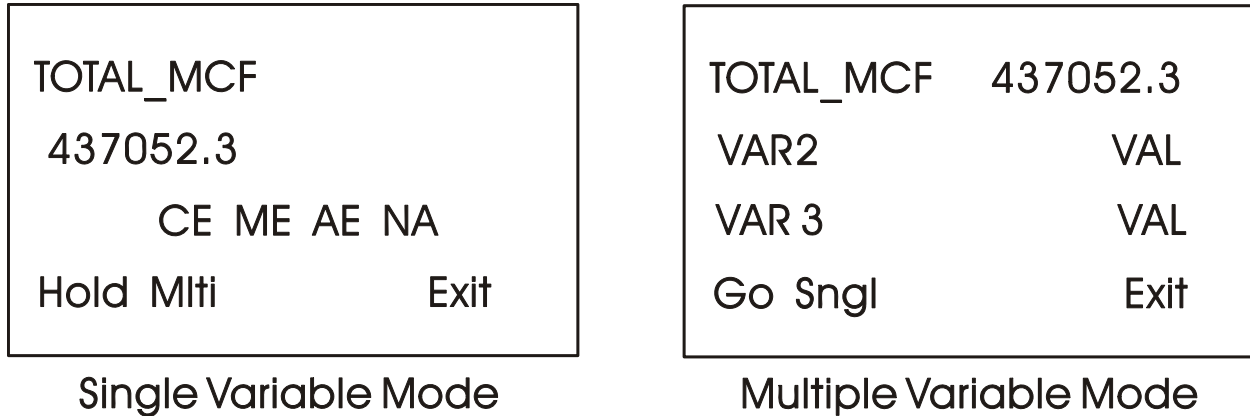 TOTAL_MCF
437052.3
CE ME AE NA
Hold Mlti Exit
Single Variable Mode
TOTAL_MCF 437052.3
VAR2 VAL
VAR 3 VAL
Go Sngl Exit
Multiple Variable Mode